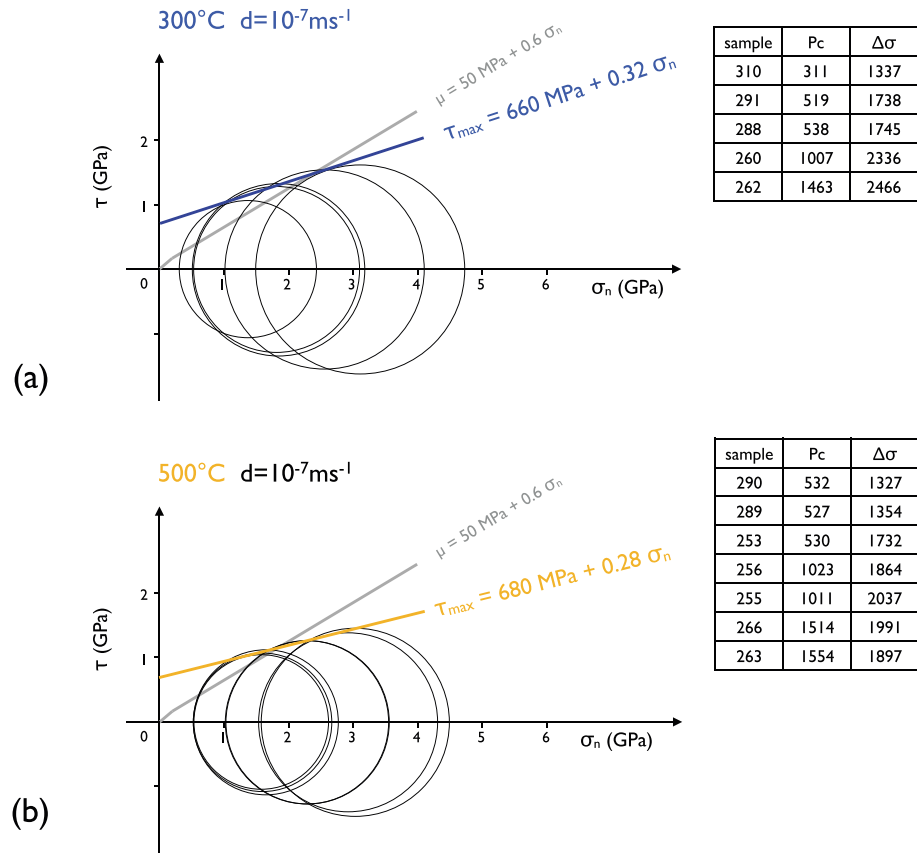 300°C d=10⁻⁷ms⁻¹
μ = 50 MPa + 0.6 σₙ
τmax = 660 MPa + 0.32 σₙ
τ (GPa)
2
1
0 1 2 3 4 5 6
σₙ (GPa)
(a)
sample Pc Δσ
310 311 1337
291 519 1738
288 538 1745
260 1007 2336
262 1463 2466
500°C d=10⁻⁷ms⁻¹
μ = 50 MPa + 0.6 σₙ
τmax = 680 MPa + 0.28 σₙ
τ (GPa)
2
1
0 1 2 3 4 5 6
σₙ (GPa)
(b)
sample Pc Δσ
290 532 1327
289 527 1354
253 530 1732
256 1023 1864
255 1011 2037
266 1514 1991
263 1554 1897